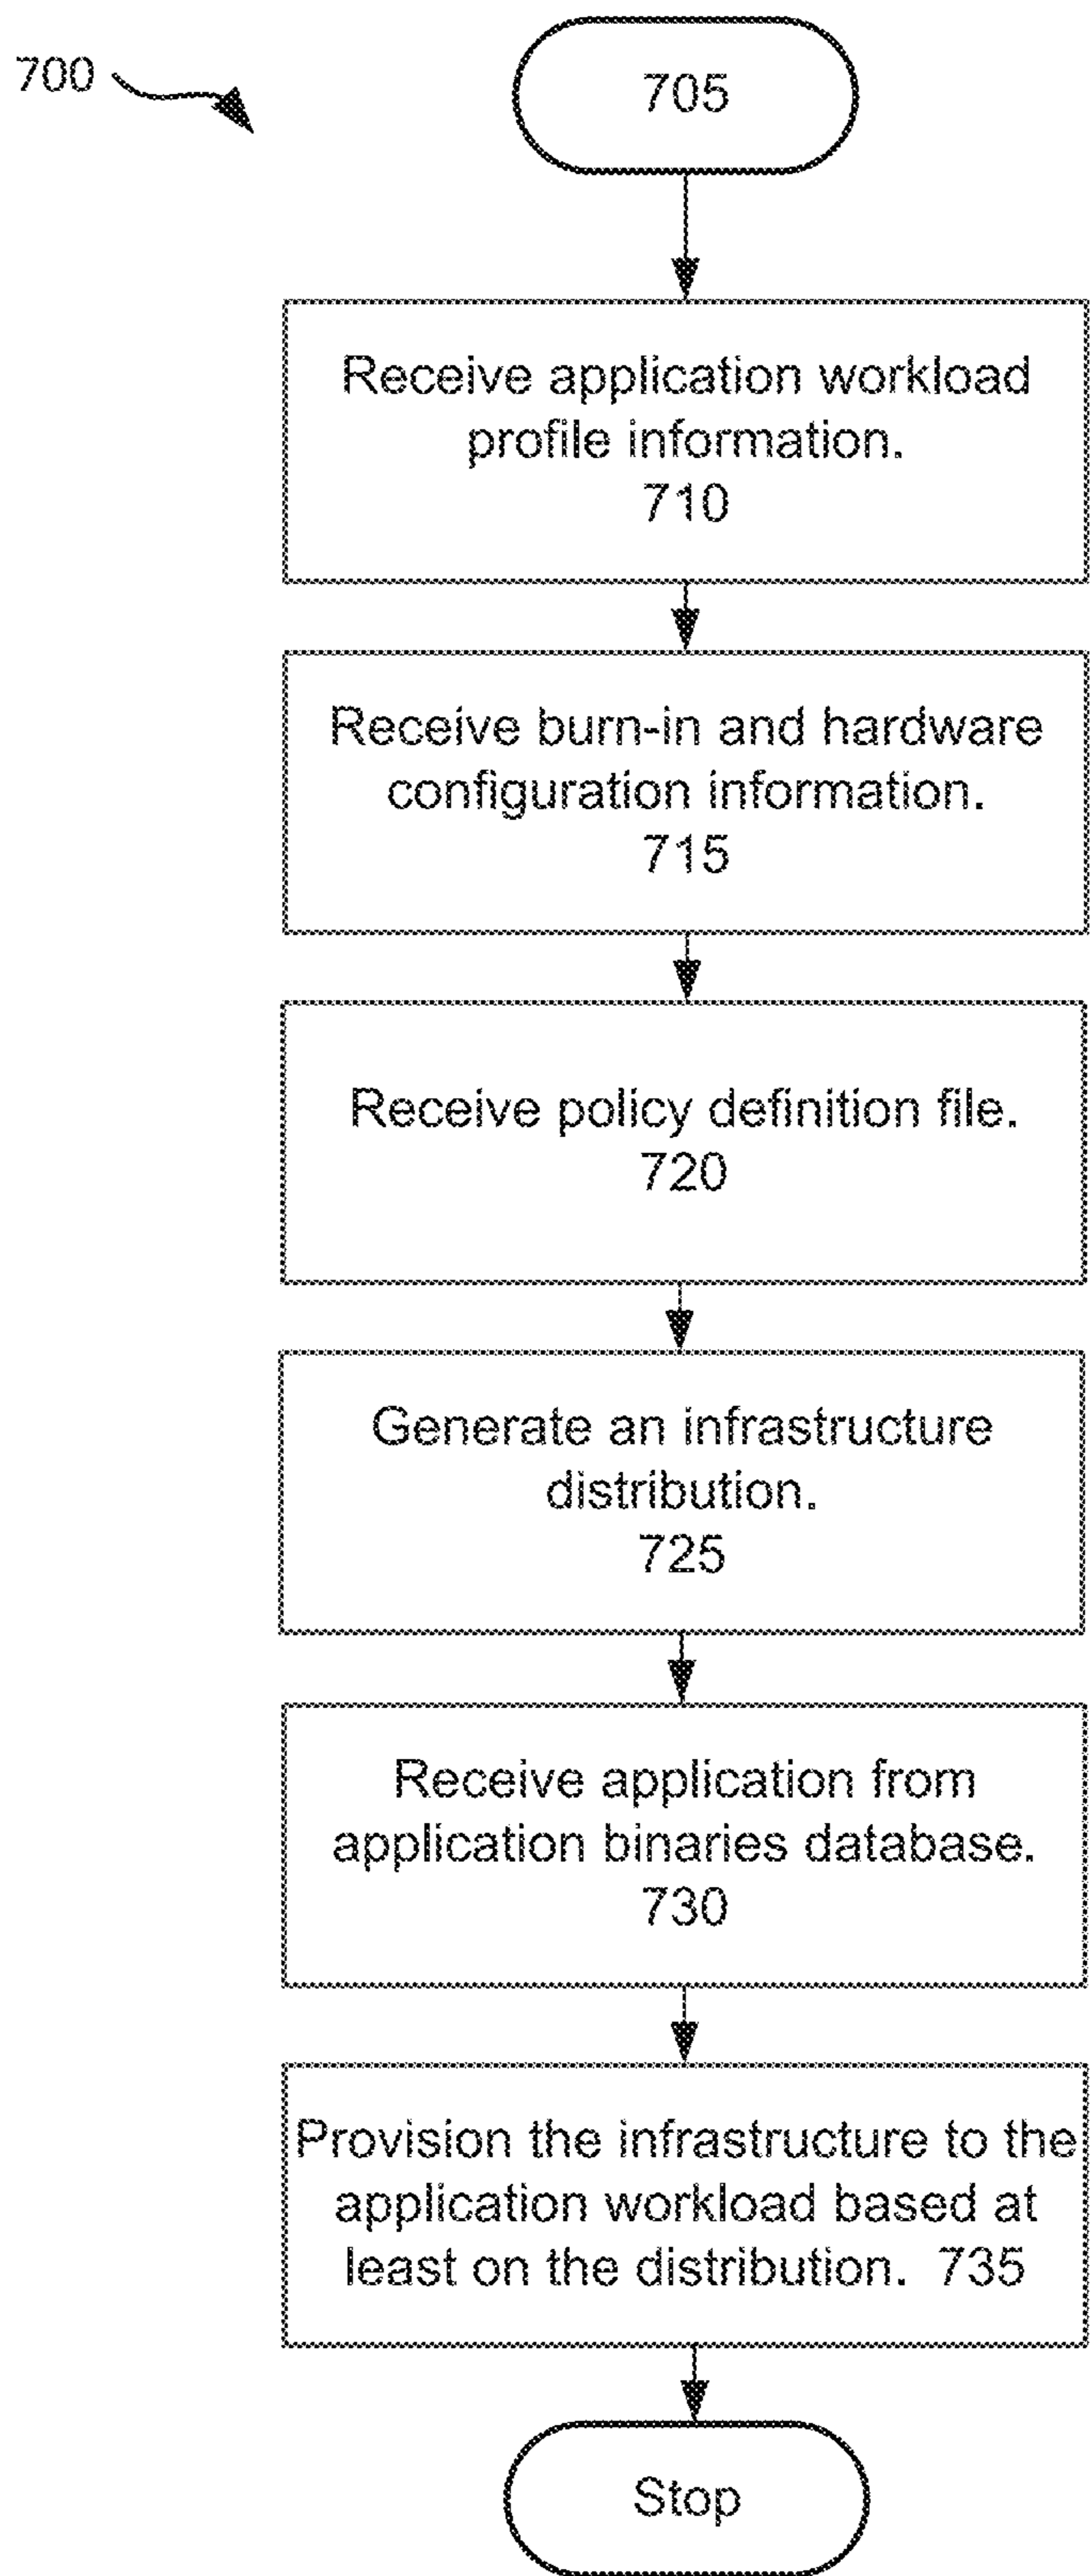 700
705
Receive application workload
profile information.
710
Receive burn-in and hardware
configuration information.
715
Receive policy definition file.
720
Generate an infrastructure
distribution.
725
Receive application from
application binaries database.
730
Provision the infrastructure to the
application workload based at
least on the distribution. 735
Stop